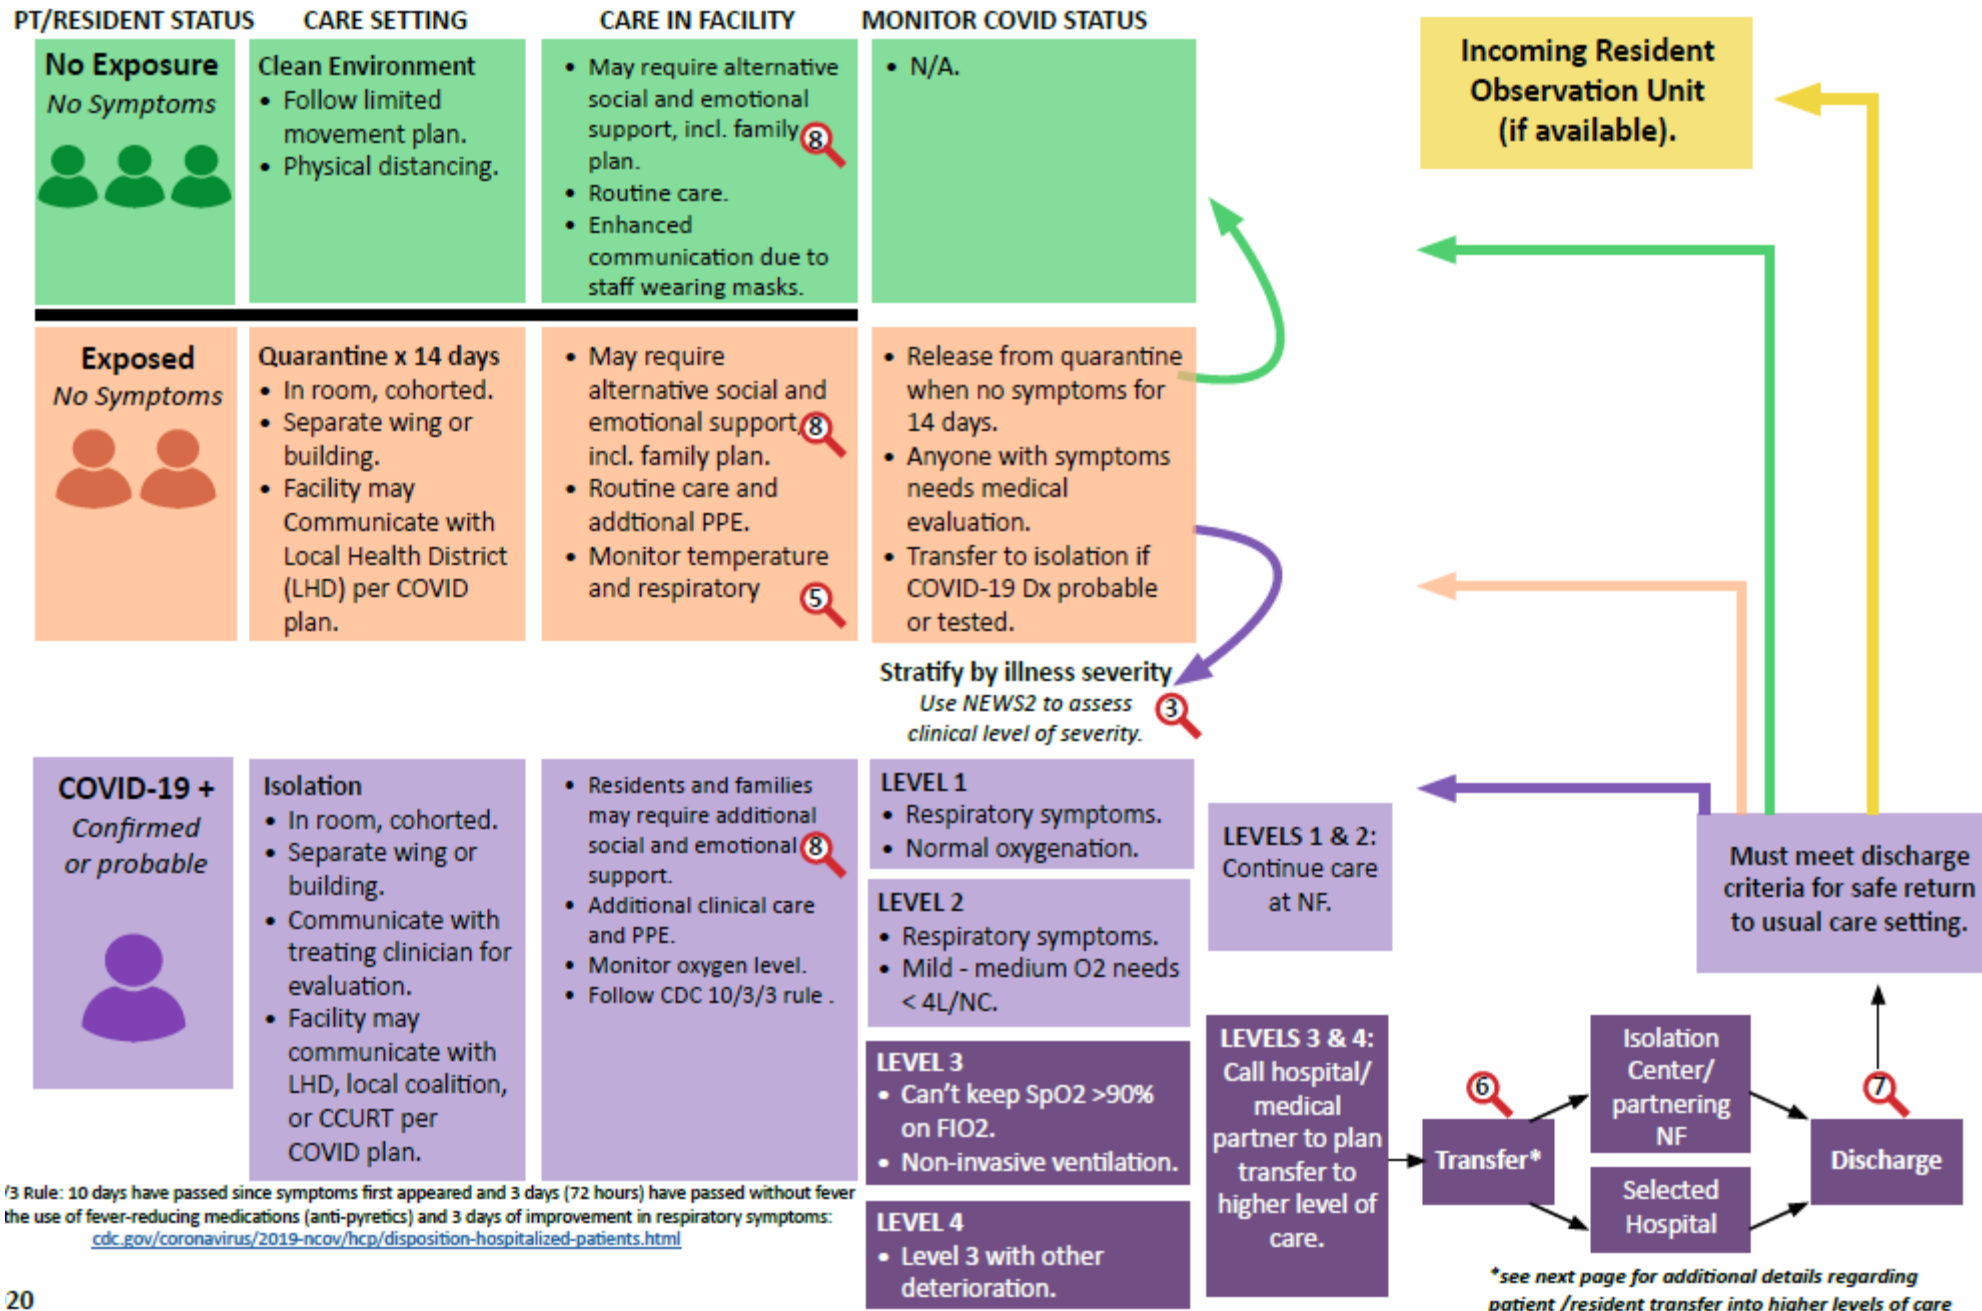 PT/RESIDENT STATUS
CARE SETTING
CARE IN FACILITY
MONITOR COVID STATUS
No Exposure
No Symptoms
Clean Environment
• Follow limited
movement plan.
• Physical distancing.
• May require alternative
social and emotional
support, incl. family
plan.
8
• Routine care.
• Enhanced
communication due to
staff wearing masks.
• N/A.
Incoming Resident
Observation Unit
(if available).
Exposed
No Symptoms
Quarantine x 14 days
• In room, cohorted.
• Separate wing or
building.
• Facility may
Communicate with
Local Health District
(LHD) per COVID
plan.
• May require
alternative social and
emotional support,
incl. family plan.
8
• Routine care and
addtional PPE.
• Monitor temperature
and respiratory
5
• Release from quarantine
when no symptoms for
14 days.
• Anyone with symptoms
needs medical
evaluation.
• Transfer to isolation if
COVID-19 Dx probable
or tested.
Stratify by illness severity
Use NEWS2 to assess
clinical level of severity.
3
COVID-19 +
Confirmed
or probable
Isolation
• In room, cohorted.
• Separate wing or
building.
• Communicate with
treating clinician for
evaluation.
• Facility may
communicate with
LHD, local coalition,
or CCURT per
COVID plan.
• Residents and families
may require additional
social and emotional
support.
8
• Additional clinical care
and PPE.
• Monitor oxygen level.
• Follow CDC 10/3/3 rule .
LEVEL 1
• Respiratory symptoms.
• Normal oxygenation.
LEVEL 2
• Respiratory symptoms.
• Mild - medium O2 needs
< 4L/NC.
LEVEL 3
• Can't keep SpO2 >90%
on FIO2.
• Non-invasive ventilation.
LEVEL 4
• Level 3 with other
deterioration.
LEVELS 1 & 2:
Continue care
at NF.
LEVELS 3 & 4:
Call hospital/
medical
partner to plan
transfer to
higher level of
care.
6
Transfer*
Isolation
Center/
partnering
NF
Selected
Hospital
7
Discharge
Must meet discharge
criteria for safe return
to usual care setting.
/3 Rule: 10 days have passed since symptoms first appeared and 3 days (72 hours) have passed without fever
the use of fever-reducing medications (anti-pyretics) and 3 days of improvement in respiratory symptoms:
cdc.gov/coronavirus/2019-ncov/hcp/disposition-hospitalized-patients.html
*see next page for additional details regarding
patient /resident transfer into higher levels of care
20